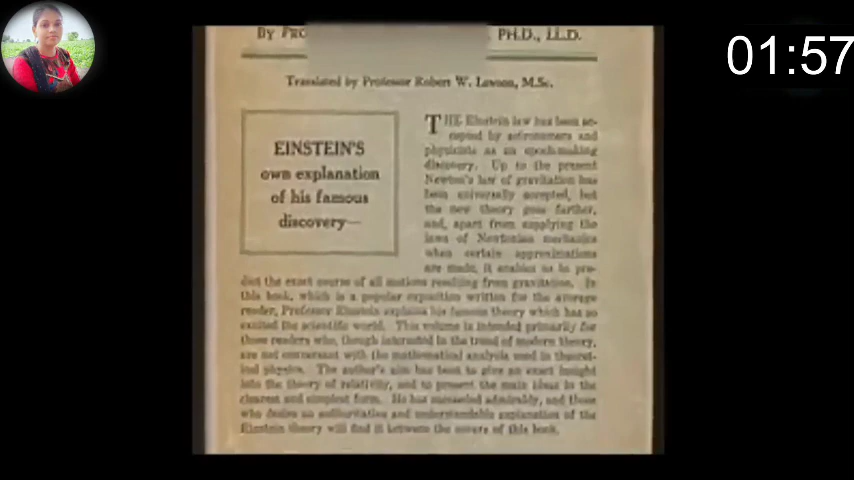 01:57
BY PRO PH.D., LL.D.
Translated by Professor Robert W. Lawson, M.Sc.
EINSTEIN'S
own explanation
of his famous
discovery—
THE Einstein law has been ac-
cepted by astronomers and
physicists as an epoch-making
discovery. Up to the present
Newton's law of gravitation has
been universally accepted, but
the new theory goes farther,
and, apart from supplying the
laws of Newtonian mechanics
when certain approximations
are made, it enables us to pre-
dict the exact course of all motions resulting from gravitation. In
this book, which is a popular exposition written for the average
reader, Professor Einstein explains his famous theory which has so
excited the scientific world. This volume is intended primarily for
those readers who, though interested in the trend of modern theory,
are not conversant with the mathematical analysis used in theoret-
ical physics. The author's aim has been to give an exact insight
into the theory of relativity, and to present the main ideas in the
clearest and simplest form. He has succeeded admirably, and those
who desire an authoritative and understandable explanation of the
Einstein theory will find it between the covers of this book.